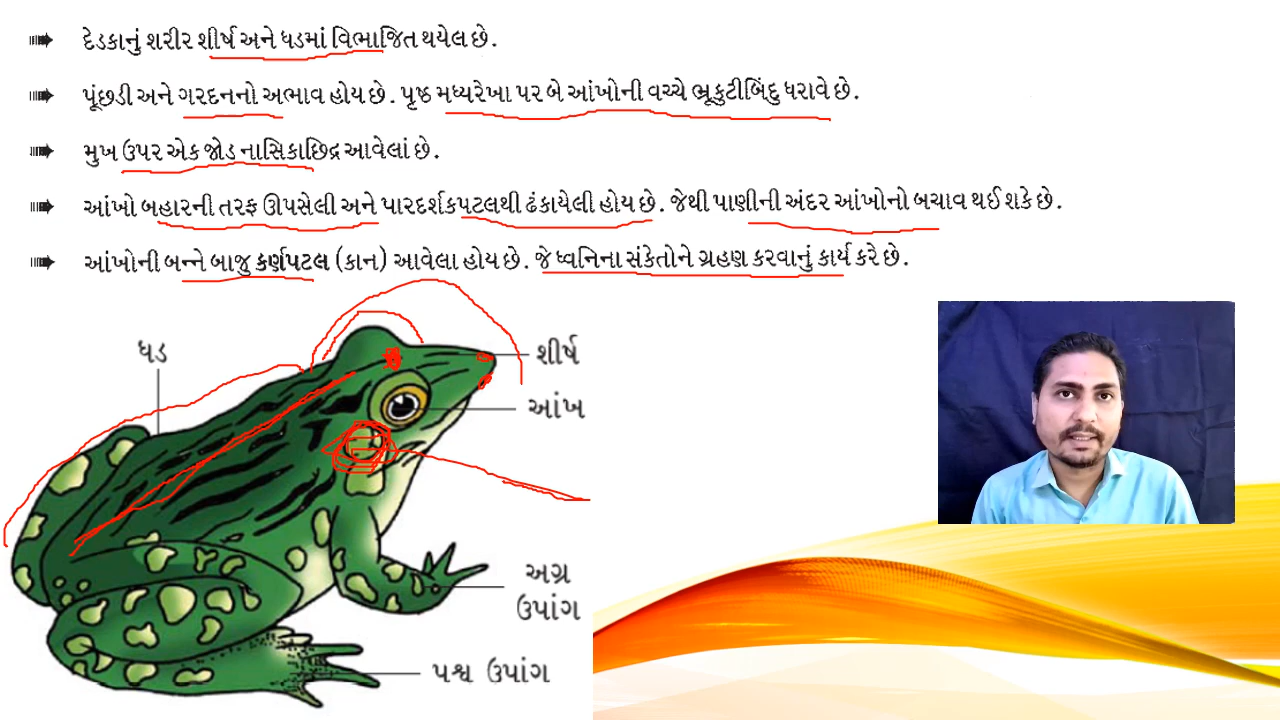 દેડકાનું શરીર શીર્ષ અને ધડમાં વિભાજિત થયેલ છે.
પૂંછડી અને ગરદનનો અભાવ હોય છે. પૃષ્ઠ મધ્યરેખા પર બે આંખોની વચ્ચે ભ્રૂકુટીબિંદુ ધરાવે છે.
મુખ ઉપર એક જોડ નાસિકાછિદ્ર આવેલાં છે.
આંખો બહારની તરફ ઊપસેલી અને પારદર્શકપટલથી ઢંકાયેલી હોય છે. જેથી પાણીની અંદર આંખોનો બચાવ થઈ શકે છે.
આંખોની બન્ને બાજુ કર્ણપટલ (કાન) આવેલા હોય છે. જે ધ્વનિના સંકેતોને ગ્રહણ કરવાનું કાર્ય કરે છે.
ધડ
શીર્ષ
આંખ
અગ્ર
ઉપાંગ
પશ્ચ ઉપાંગ